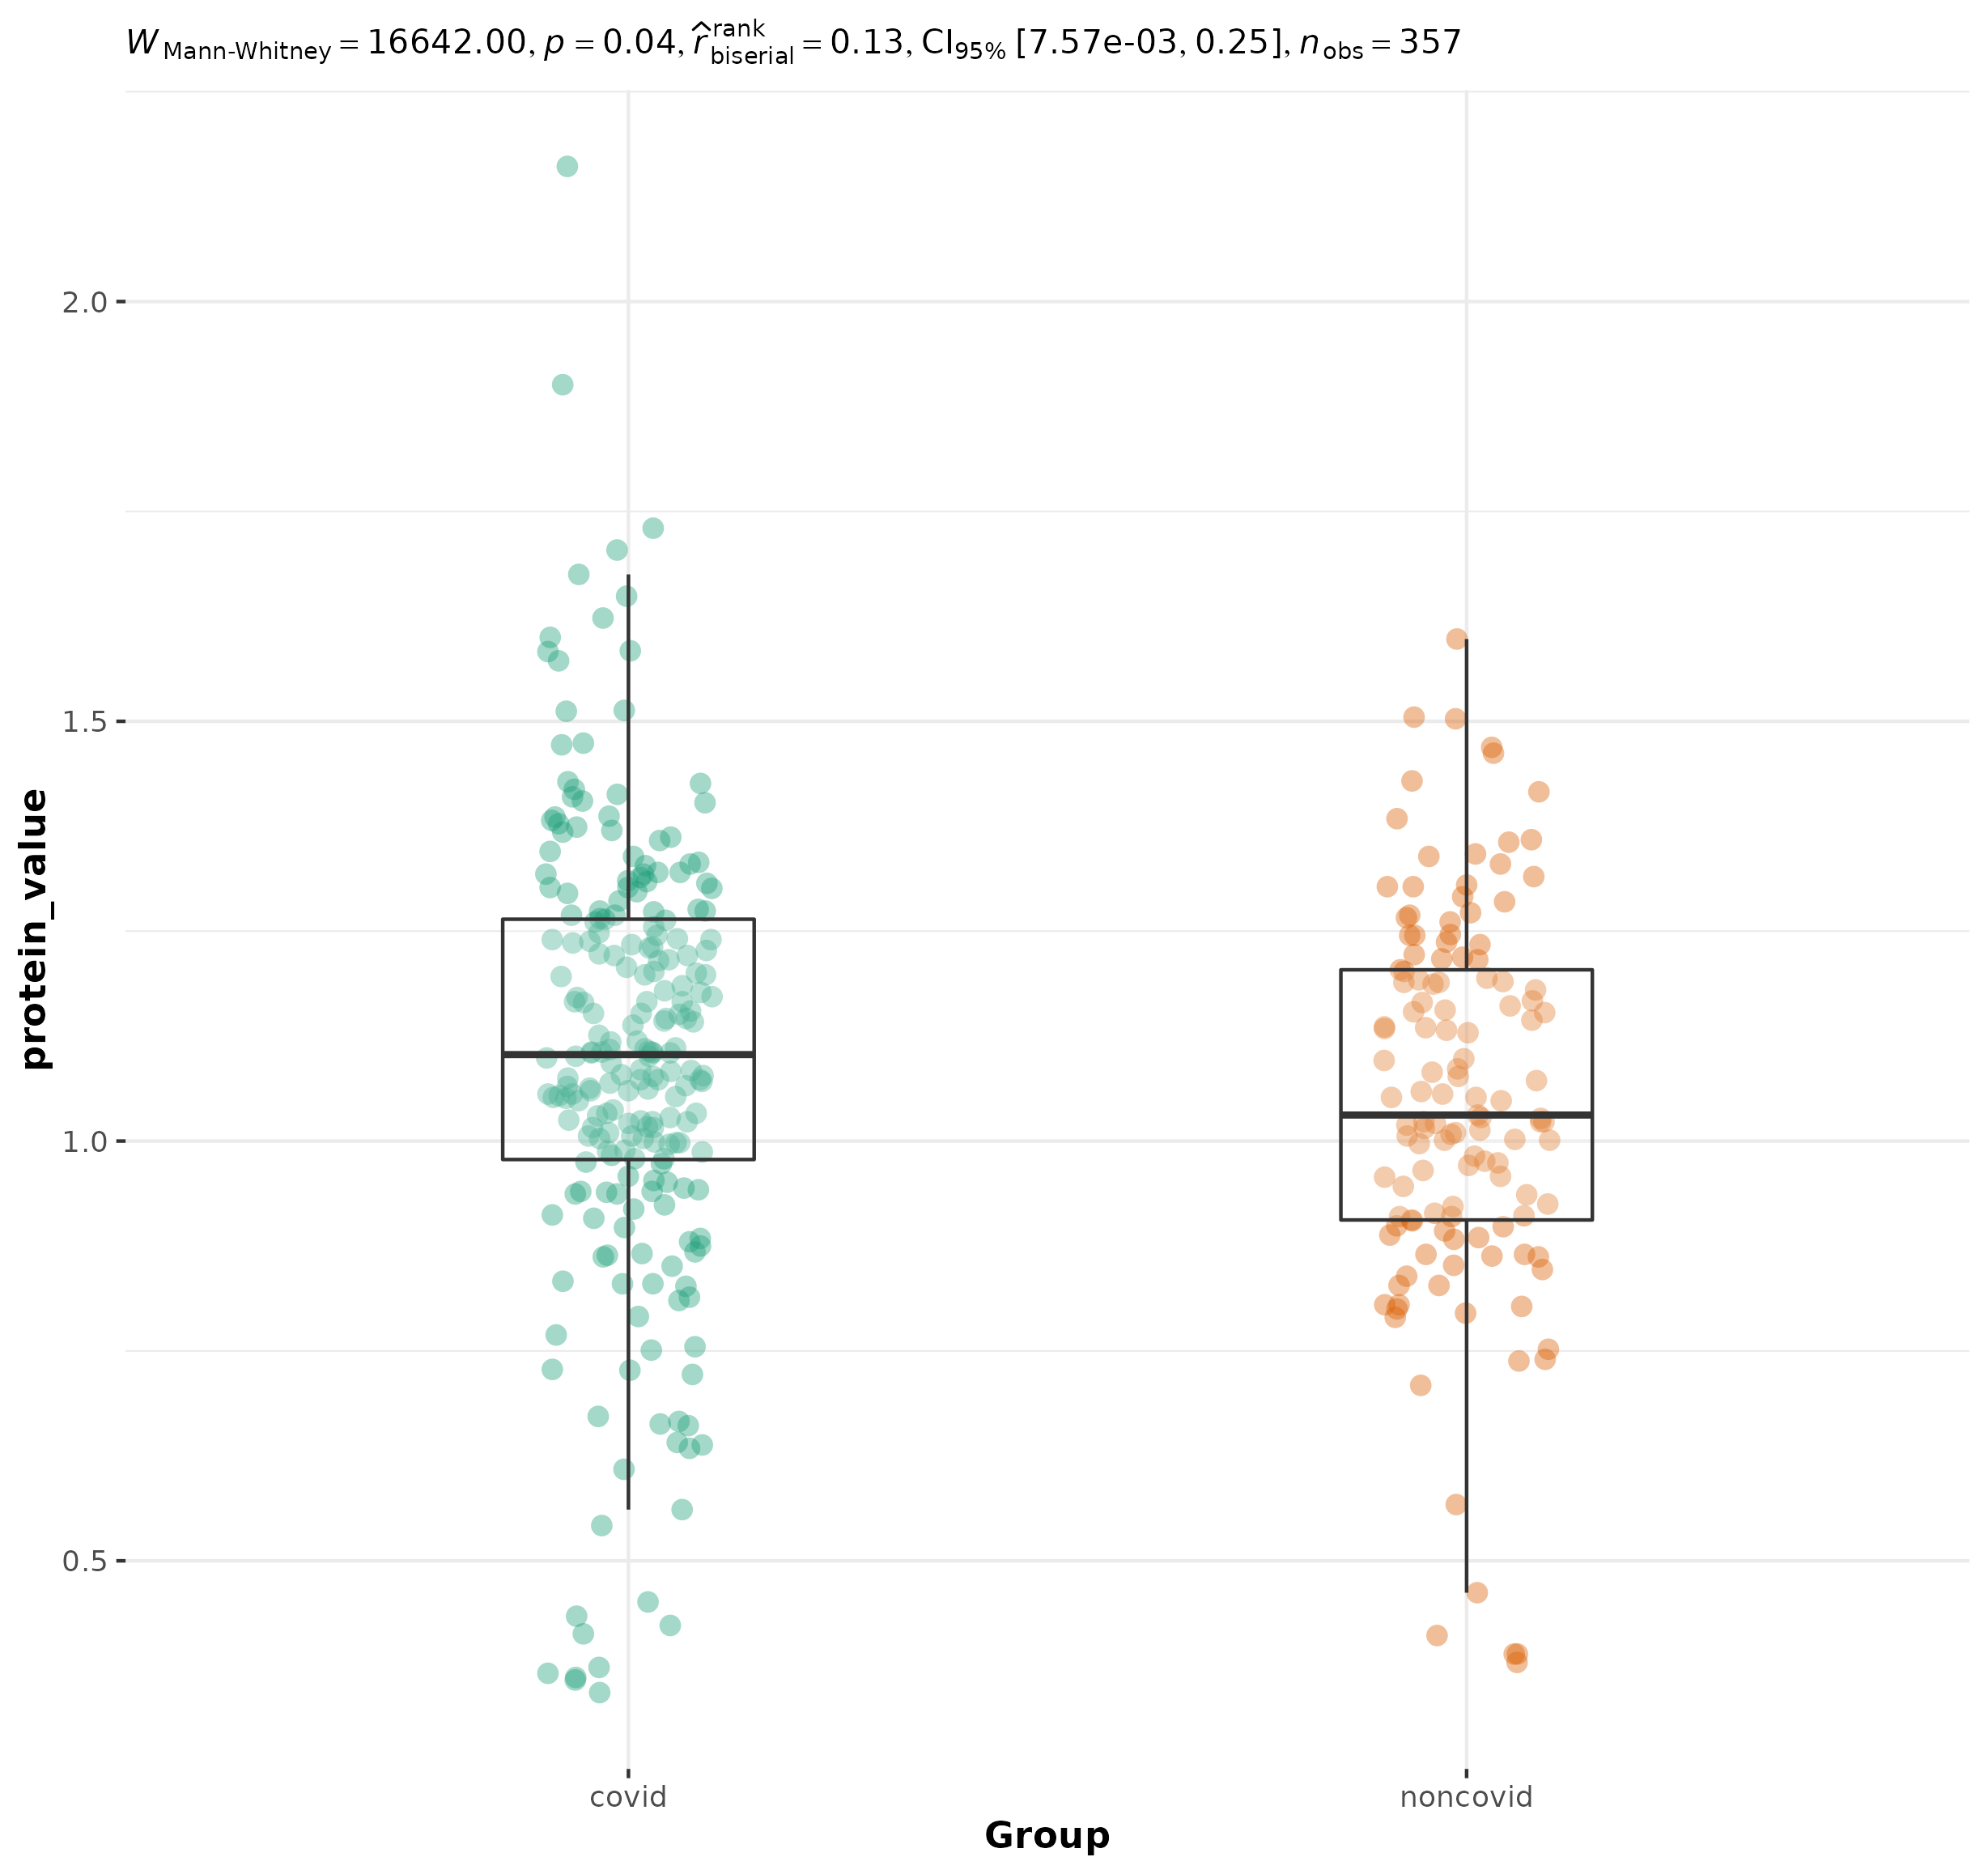 W Mann-Whitney = 16642.00, p = 0.04, r̂ rank biserial = 0.13, CI95% [7.57e-03, 0.25], n obs = 357
2.0
1.5
1.0
0.5
protein_value
covid
noncovid
Group